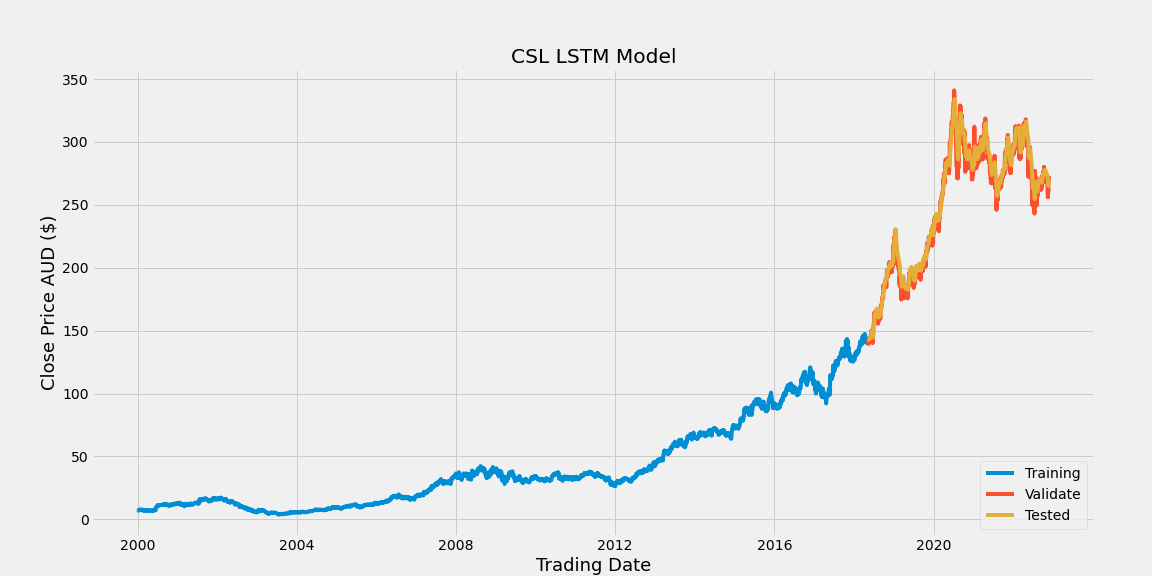 CSL LSTM Model
Close Price AUD ($)
350
300
250
200
150
100
50
0
2000 2004 2008 2012 2016 2020
Trading Date
Training
Validate
Tested